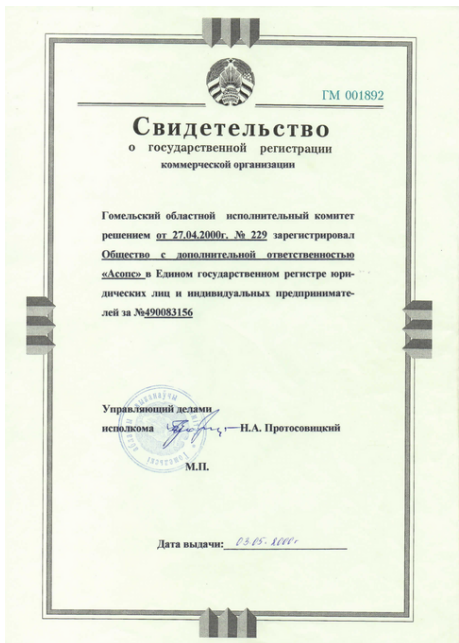 ГМ 001892
Свидетельство
о государственной регистрации
коммерческой организации
Гомельский областной исполнительный комитет
решением от 27.04.2000г. № 229 зарегистрировал
Общество с дополнительной ответственностью
«Асопс» в Едином государственном регистре юри-
дических лиц и индивидуальных предпринимате-
лей за №490083156
Управляющий делами
исполкома Н.А. Протосовицкий
М.П.
Дата выдачи: 03.05.2000г